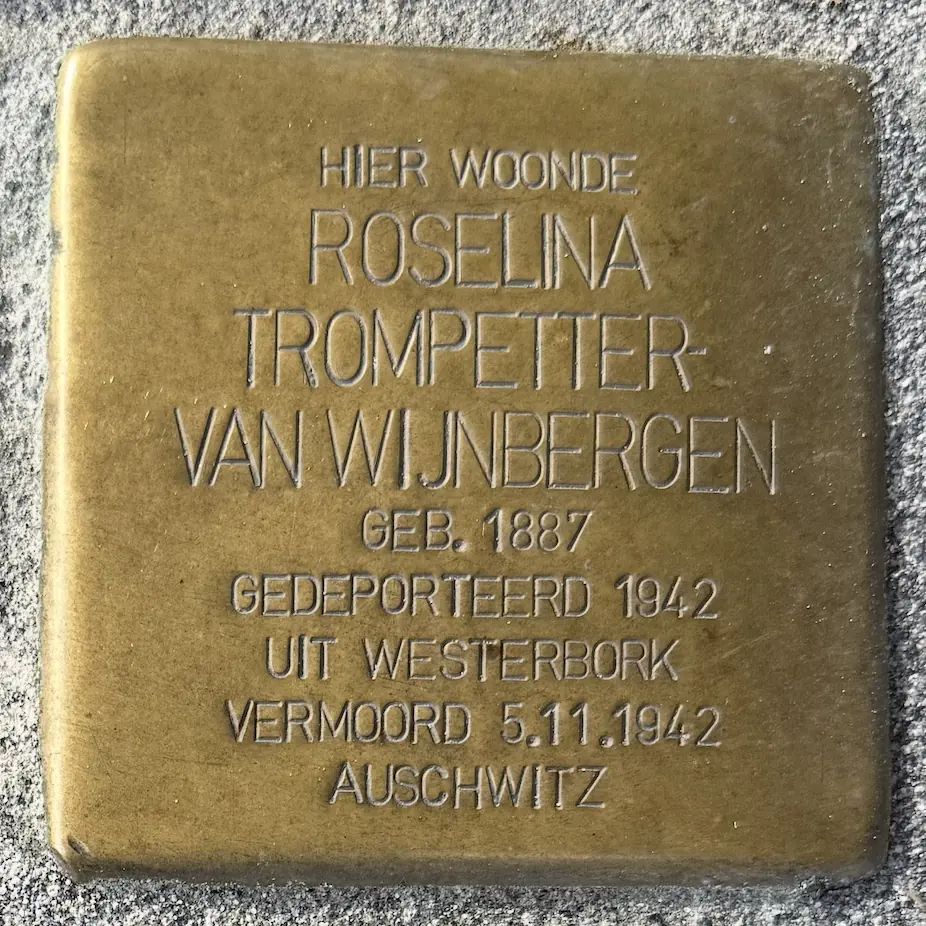 HIER WOONDE
ROSELINA
TROMPETTER-
VAN WIJNBERGEN
GEB. 1887
GEDEPORTEERD 1942
UIT WESTERBORK
VERMOORD 5.11.1942
AUSCHWITZ